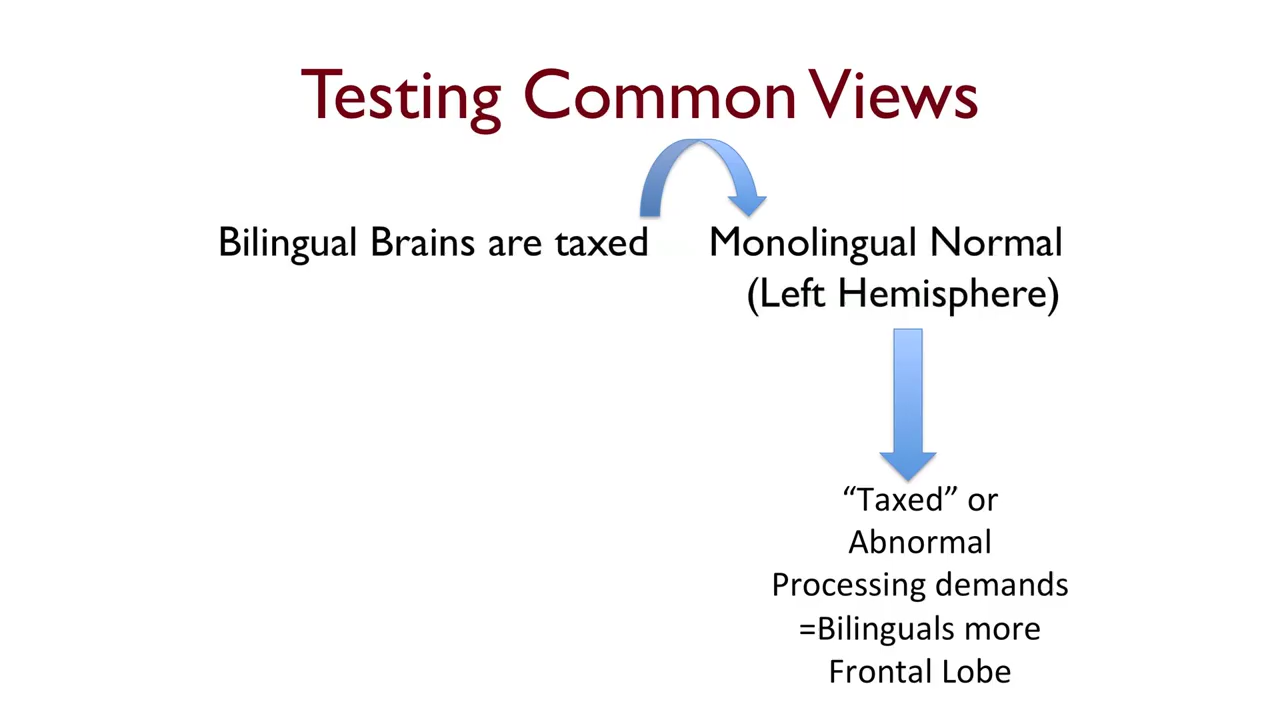 Testing Common Views
Bilingual Brains are taxed
Monolingual Normal
(Left Hemisphere)
“Taxed” or
Abnormal
Processing demands
=Bilinguals more
Frontal Lobe